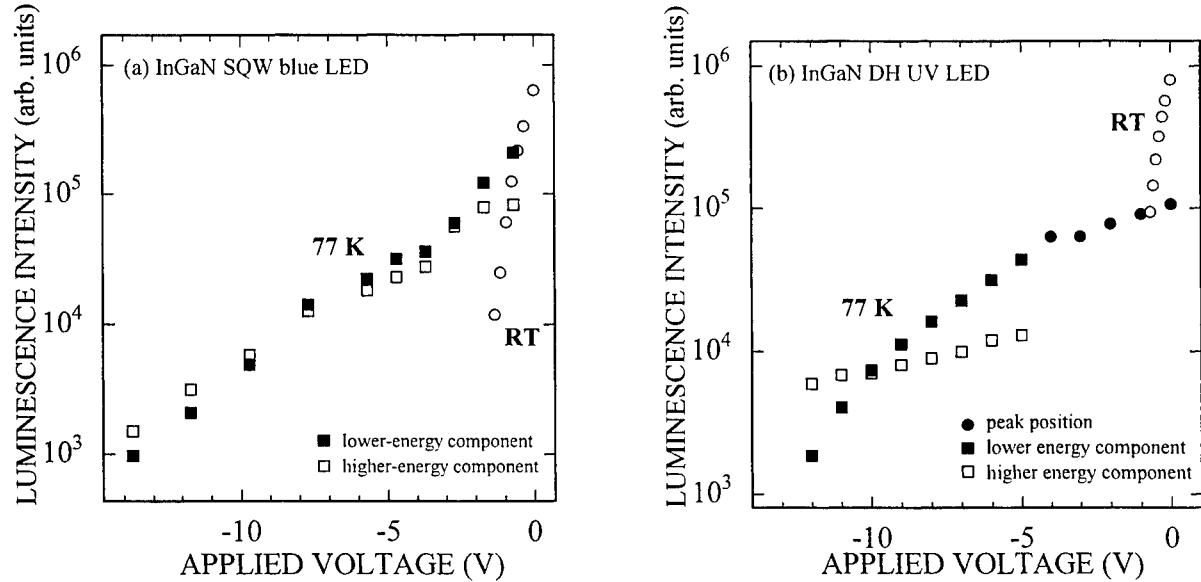 LUMINESCENCE INTENSITY (arb. units)
10^6
10^5
10^4
10^3
(a) InGaN SQW blue LED
77 K
RT
lower-energy component
higher-energy component
-10
-5
0
APPLIED VOLTAGE (V)
LUMINESCENCE INTENSITY (arb. units)
10^6
10^5
10^4
10^3
(b) InGaN DH UV LED
RT
77 K
peak position
lower energy component
higher energy component
-10
-5
0
APPLIED VOLTAGE (V)